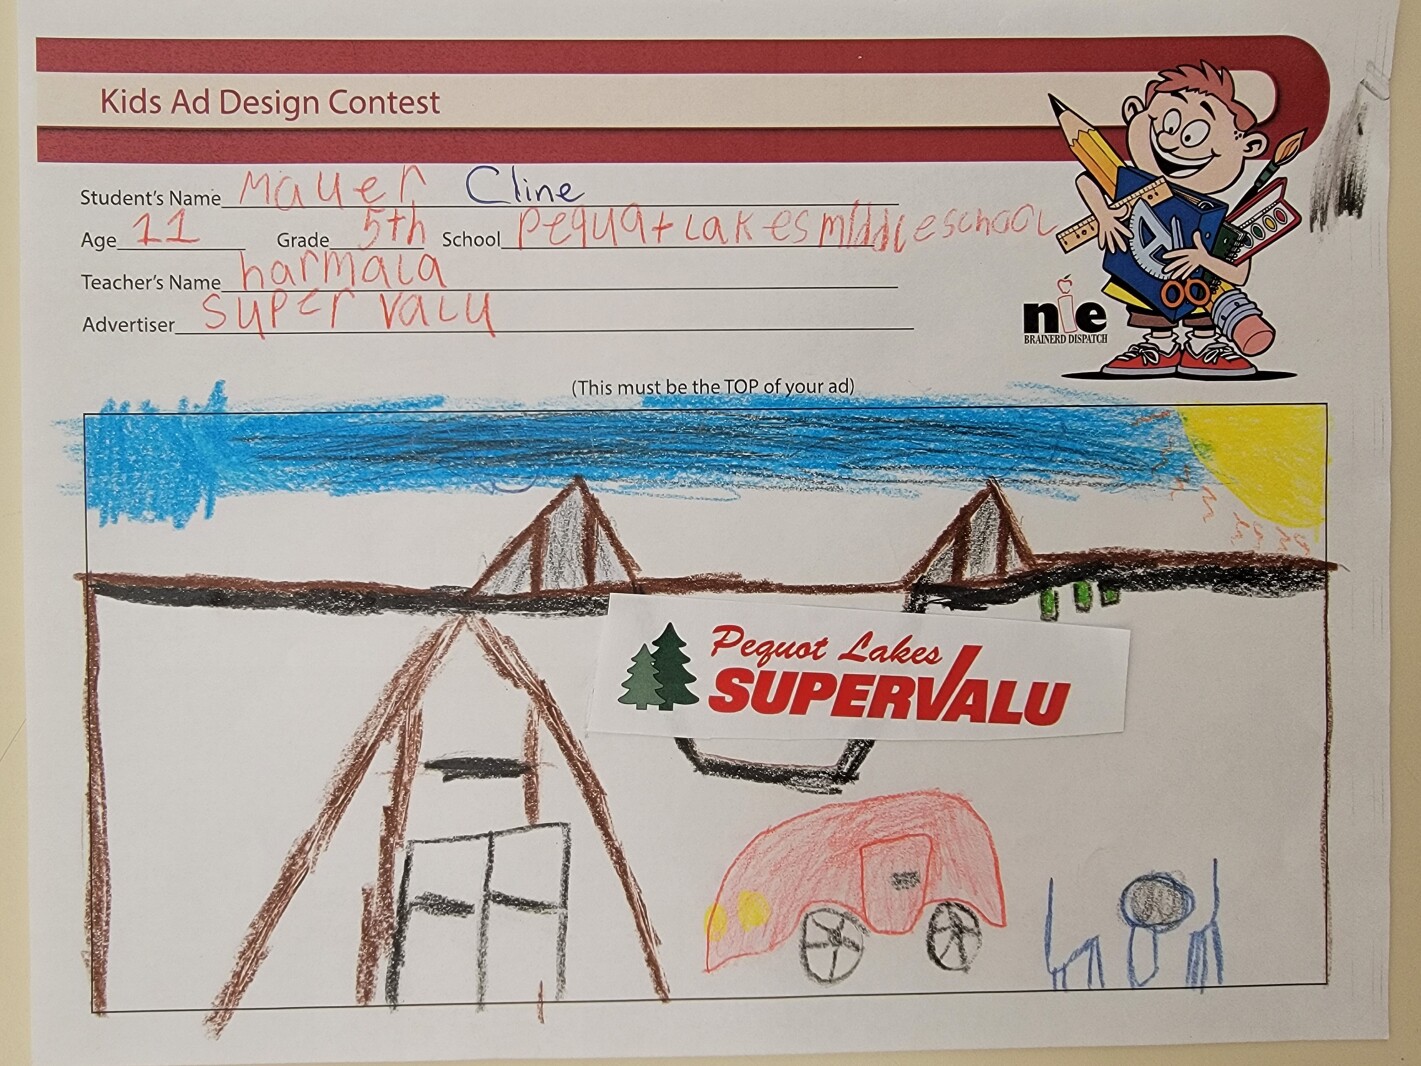 Kids Ad Design Contest
Student's Name Mauer Cline
Age 11 Grade 5th School Pequat Lakes middle school
Teacher's Name harmala
Advertiser super valu
nie
BRAINERD DISPATCH
(This must be the TOP of your ad)
Pequot Lakes
SUPERVALU